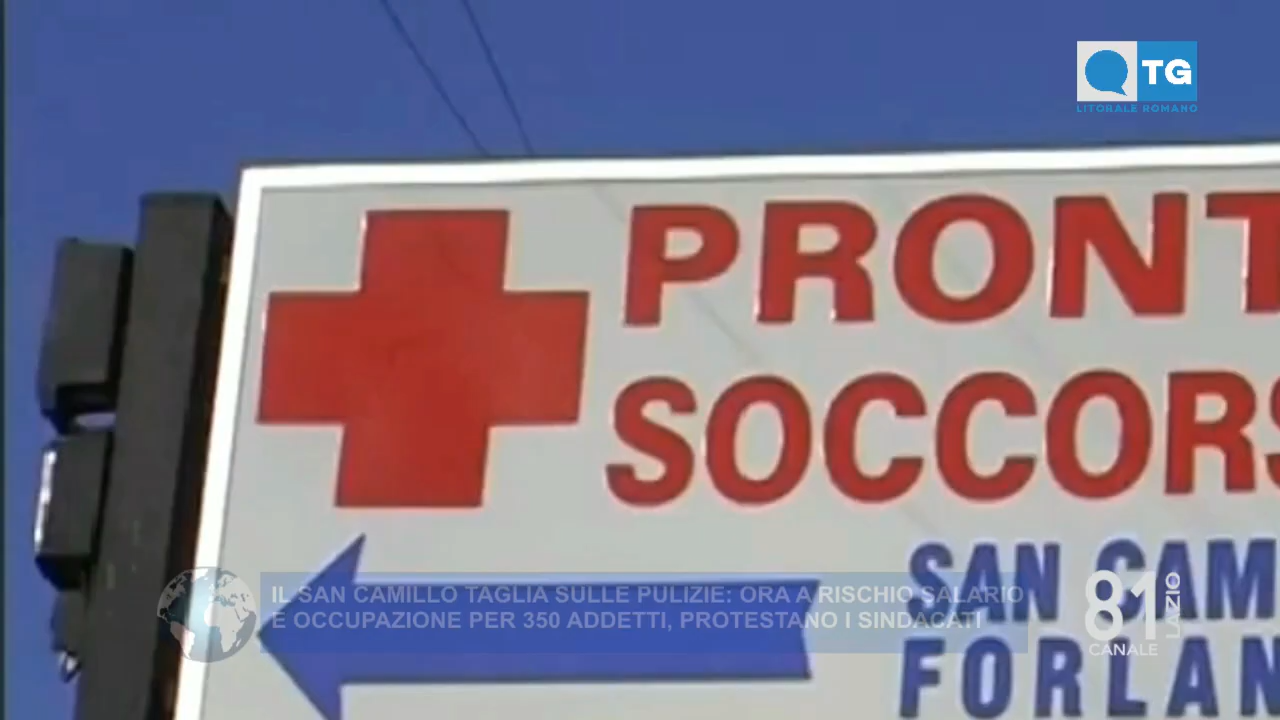 TG
LITORALE ROMANO
PRONT
SOCCORS
SAN CAM
FORLAN
IL SAN CAMILLO TAGLIA SULLE PULIZIE: ORA A RISCHIO SALARIO
E OCCUPAZIONE PER 350 ADDETTI, PROTESTANO I SINDACATI
81
LAZIO
CANALE